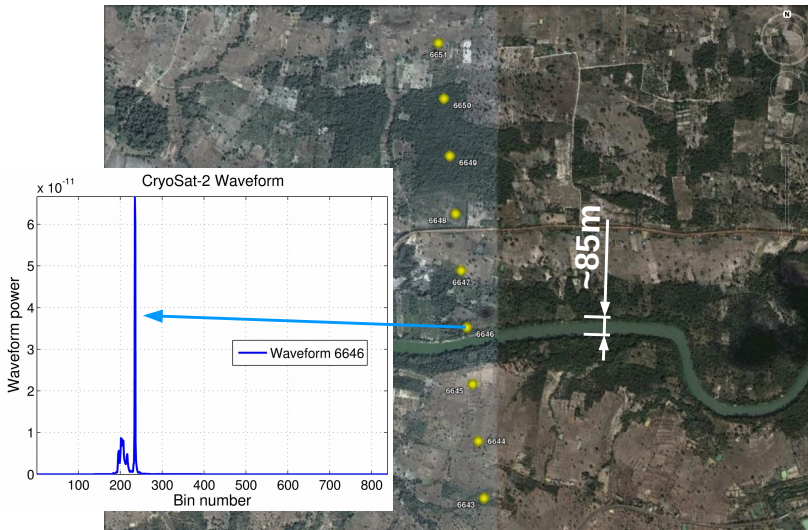 N
6651
6650
6649
6648
6647
6646
6645
6644
6643
~85m
CryoSat-2 Waveform
x 10⁻¹¹
6
5
4
3
2
1
0
Waveform power
Waveform 6646
100 200 300 400 500 600 700 800
Bin number